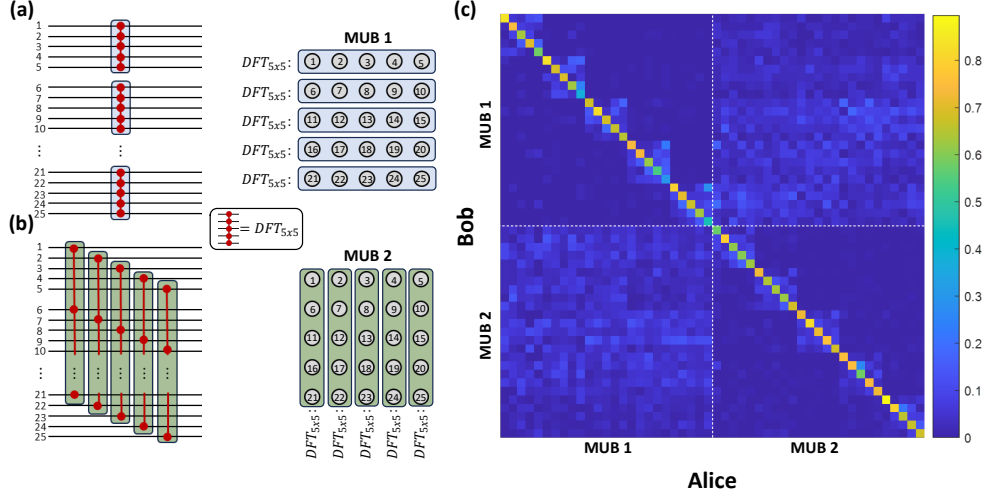 (a)
1
2
3
4
5
6
7
8
9
10
⋮ ⋮
21
22
23
24
25
MUB 1
DFT5x5: 1 2 3 4 5
DFT5x5: 6 7 8 9 10
DFT5x5: 11 12 13 14 15
DFT5x5: 16 17 18 19 20
DFT5x5: 21 22 23 24 25
= DFT5x5
(b)
1
2
3
4
5
6
7
8
9
10
⋮ ⋮ ⋮ ⋮ ⋮ ⋮
21
22
23
24
25
MUB 2
1 2 3 4 5
6 7 8 9 10
11 12 13 14 15
16 17 18 19 20
21 22 23 24 25
DFT5x5: DFT5x5: DFT5x5: DFT5x5: DFT5x5:
(c)
Bob
MUB 1
MUB 2
MUB 1 MUB 2
Alice
0.8
0.7
0.6
0.5
0.4
0.3
0.2
0.1
0